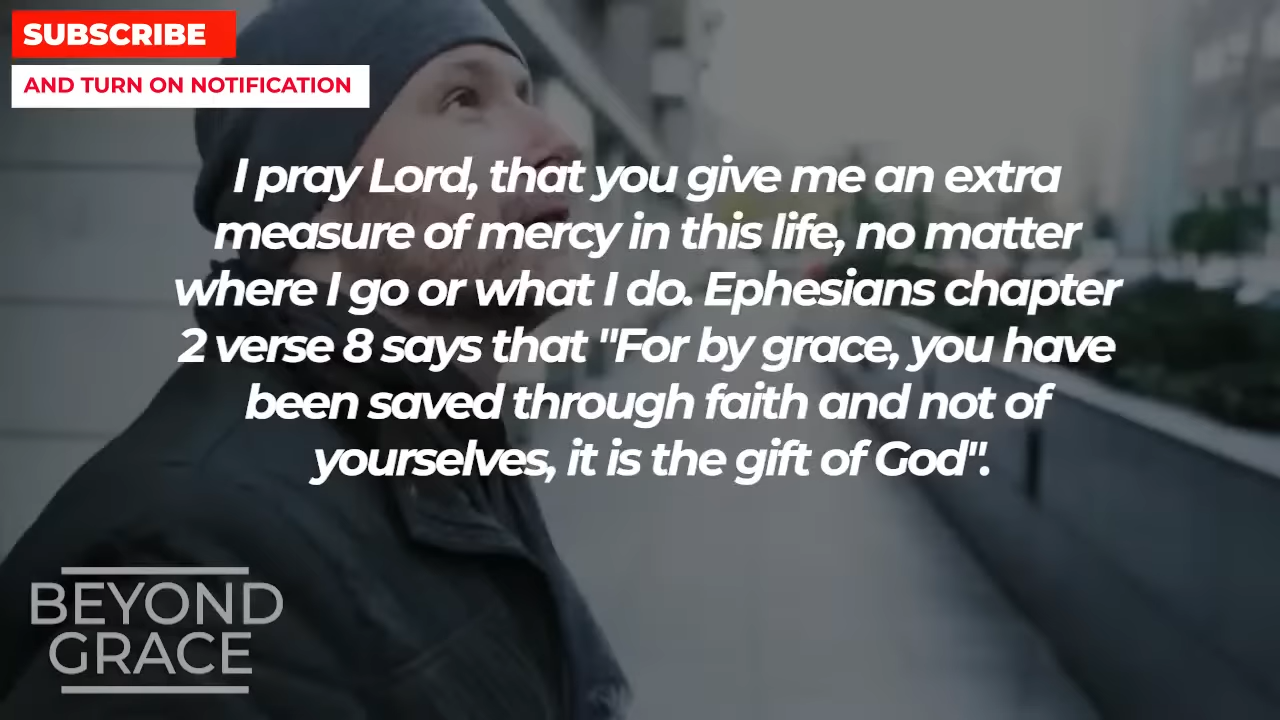 SUBSCRIBE
AND TURN ON NOTIFICATION
I pray Lord, that you give me an extra
measure of mercy in this life, no matter
where I go or what I do. Ephesians chapter
2 verse 8 says that "For by grace, you have
been saved through faith and not of
yourselves, it is the gift of God".
BEYOND
GRACE